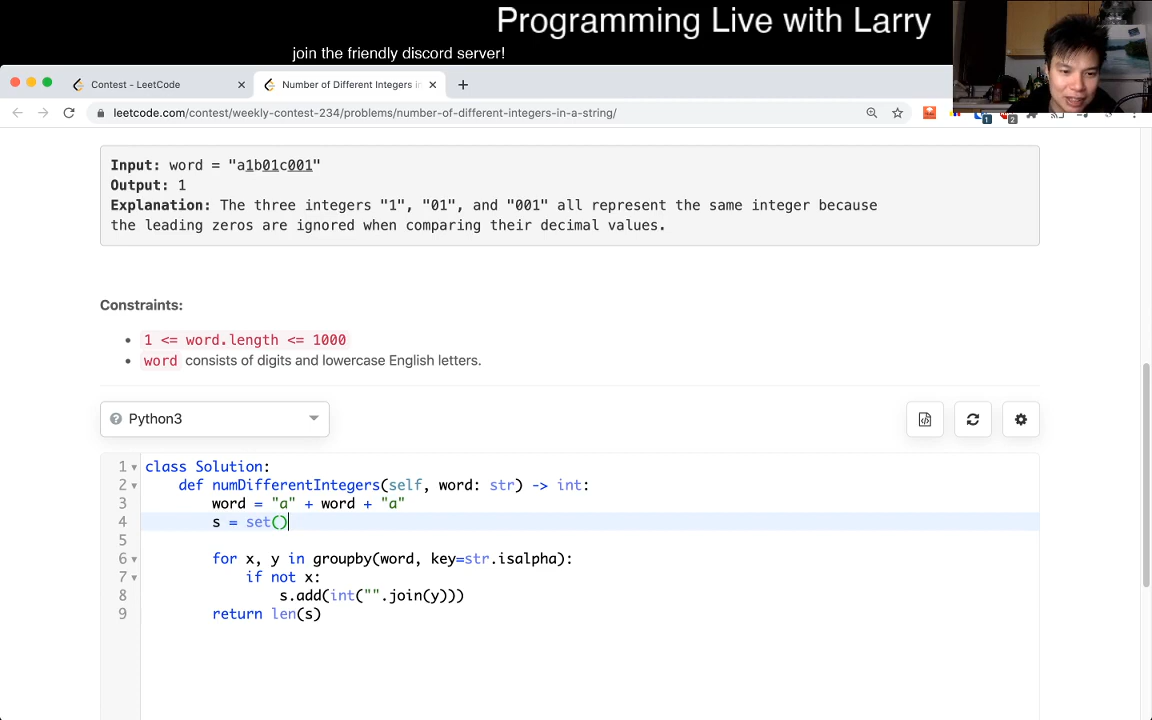 Programming Live with Larry
join the friendly discord server!
Contest - LeetCode
Number of Different Integers in
leetcode.com/contest/weekly-contest-234/problems/number-of-different-integers-in-a-string/
1
2
Input: word = "a1b01c001"
Output: 1
Explanation: The three integers "1", "01", and "001" all represent the same integer because
the leading zeros are ignored when comparing their decimal values.
Constraints:
• 1 <= word.length <= 1000
• word consists of digits and lowercase English letters.
Python3
1 class Solution:
2 def numDifferentIntegers(self, word: str) -> int:
3 word = "a" + word + "a"
4 s = set()
5
6 for x, y in groupby(word, key=str.isalpha):
7 if not x:
8 s.add(int("".join(y)))
9 return len(s)